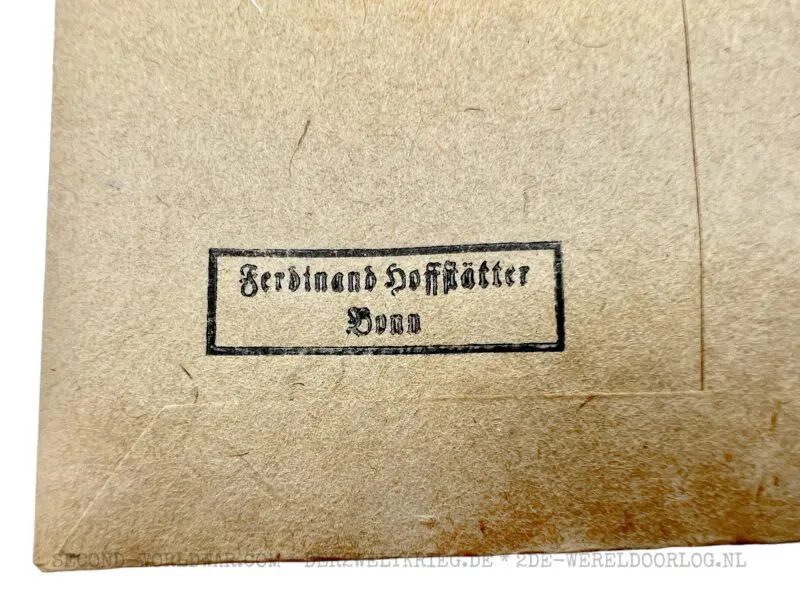 Ferdinand Hoffstätter
Bonn
SECOND-WORLDWAR.COM * DER2WELTKRIEG.DE * 2DE-WERELDOORLOG.NL